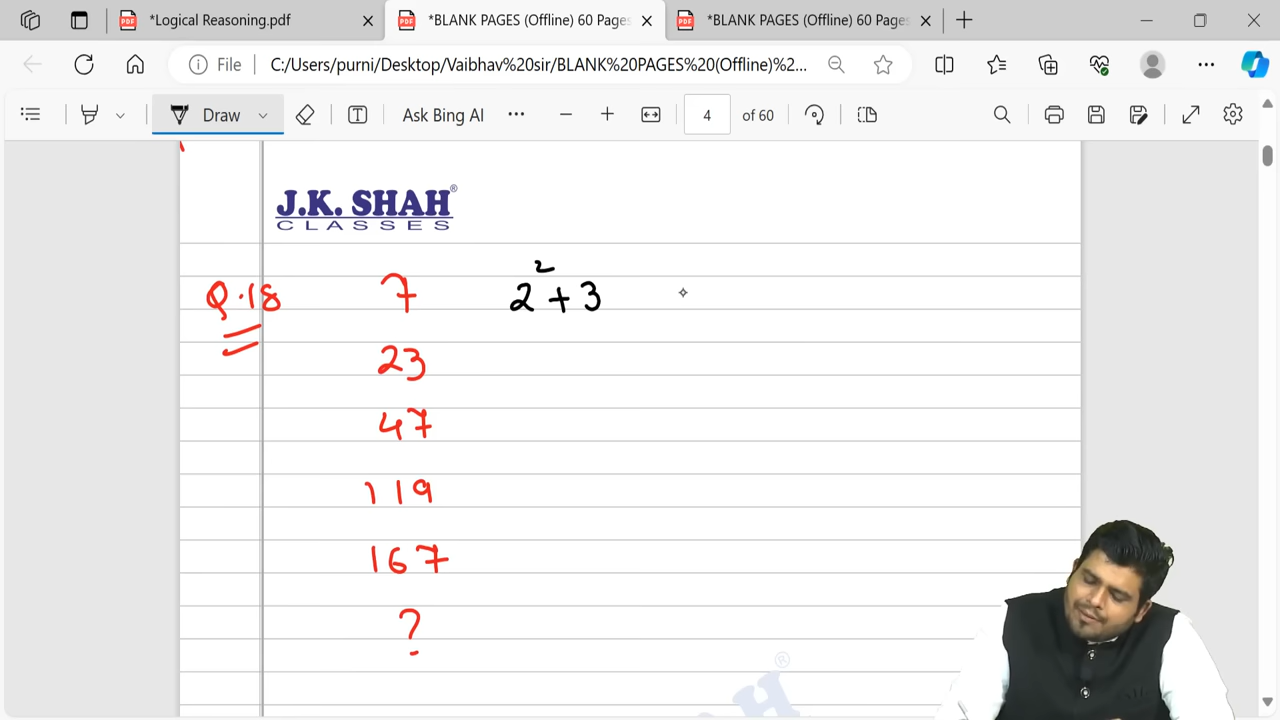 *Logical Reasoning.pdf
*BLANK PAGES (Offline) 60 Pages
*BLANK PAGES (Offline) 60 Pages
File C:/Users/purni/Desktop/Vaibhav%20sir/BLANK%20PAGES%20(Offline)%2...
Draw Ask Bing AI 4 of 60
J.K. SHAH®
CLASSES
Q.18 7 2² + 3
23
47
119
167
?